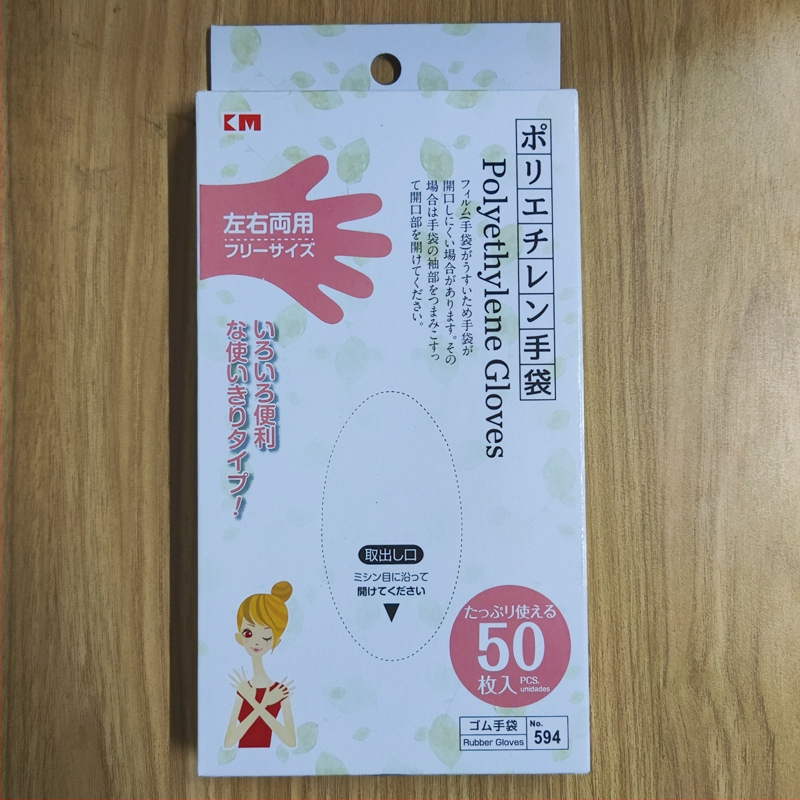 KM
ポリエチレン手袋
Polyethylene Gloves
フィルム(手袋)がうすいため手袋が
開口しにくい場合があります。その
場合は手袋の袖部をつまみこすっ
て開口部を開けてください。
左右両用
フリーサイズ
いろいろ便利
な使いきりタイプ!
取出し口
ミシン目に沿って
開けてください
たっぷり使える
50
枚入 PCS.
unidades
ゴム手袋
Rubber Gloves
No.
594